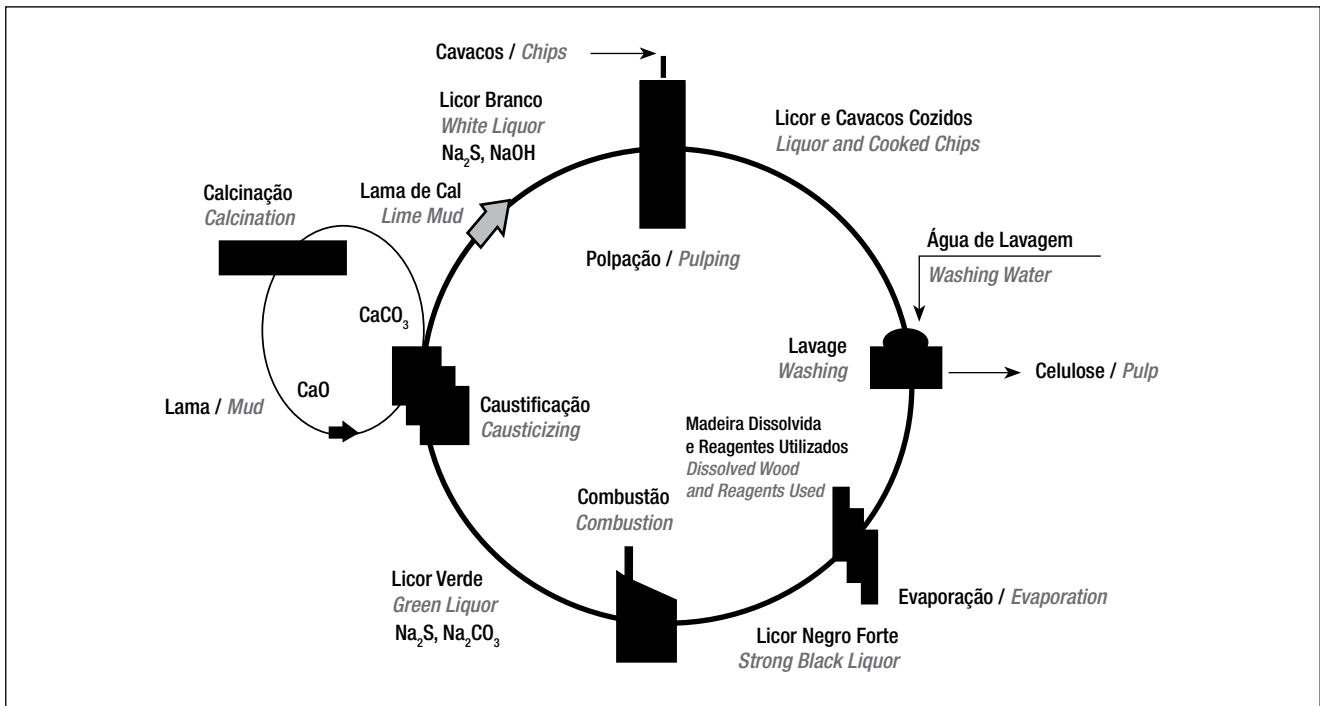 Cavacos / Chips
Licor Branco
White Liquor
Na₂S, NaOH
Licor e Cavacos Cozidos
Liquor and Cooked Chips
Calcinação
Calcination
Lama de Cal
Lime Mud
Polpação / Pulping
Água de Lavagem
Washing Water
CaCO₃
Lavage
Washing
Celulose / Pulp
CaO
Lama / Mud
Caustificação
Causticizing
Madeira Dissolvida
e Reagentes Utilizados
Dissolved Wood
and Reagents Used
Combustão
Combustion
Licor Verde
Green Liquor
Na₂S, Na₂CO₃
Evaporação / Evaporation
Licor Negro Forte
Strong Black Liquor